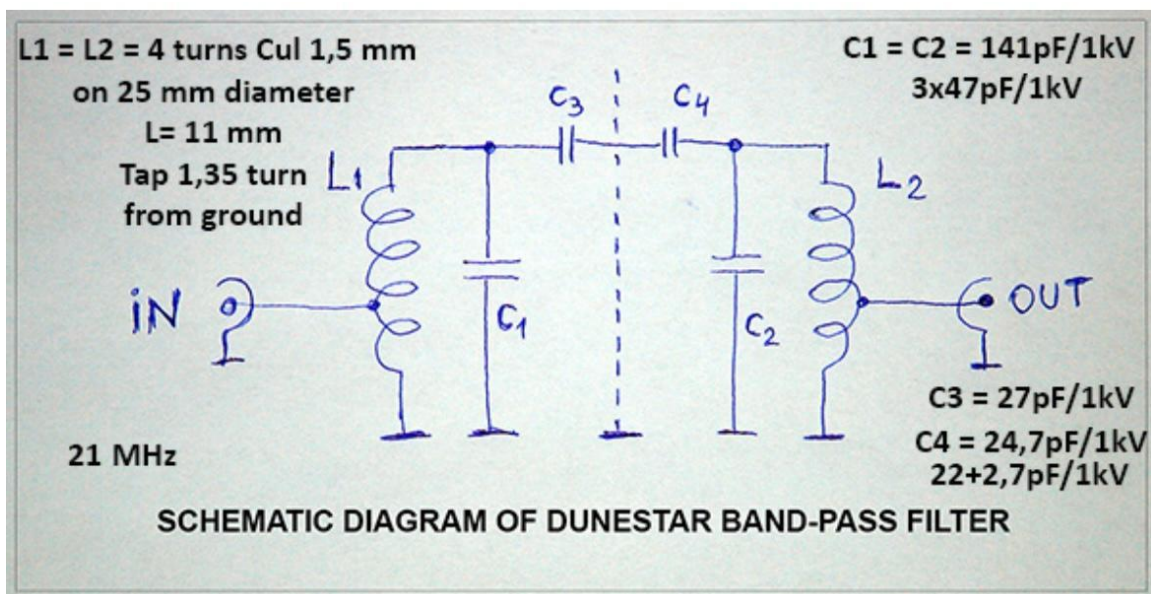 L1 = L2 = 4 turns Cul 1,5 mm
on 25 mm diameter
L= 11 mm
Tap 1,35 turn
from ground
C1 = C2 = 141pF/1kV
3x47pF/1kV
C3
C4
L1
L2
iN
C1
C2
OUT
C3 = 27pF/1kV
C4 = 24,7pF/1kV
22+2,7pF/1kV
21 MHz
SCHEMATIC DIAGRAM OF DUNESTAR BAND-PASS FILTER